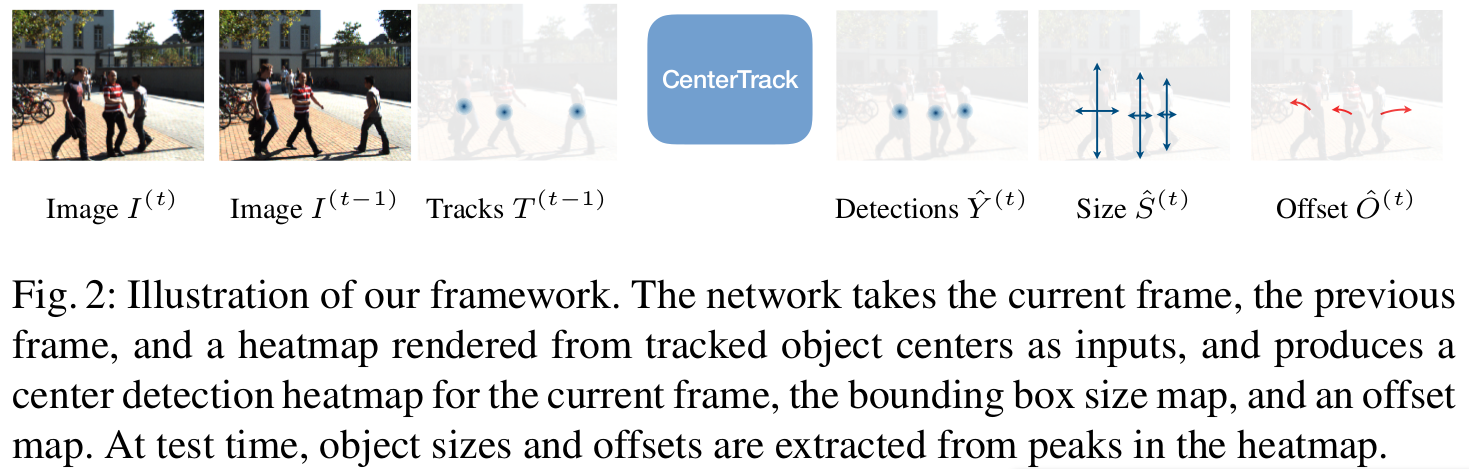 CenterTrack
Image I^(t) Image I^(t−1) Tracks T^(t−1) Detections Ŷ^(t) Size Ŝ^(t) Offset Ô^(t)
Fig. 2: Illustration of our framework. The network takes the current frame, the previous
frame, and a heatmap rendered from tracked object centers as inputs, and produces a
center detection heatmap for the current frame, the bounding box size map, and an offset
map. At test time, object sizes and offsets are extracted from peaks in the heatmap.